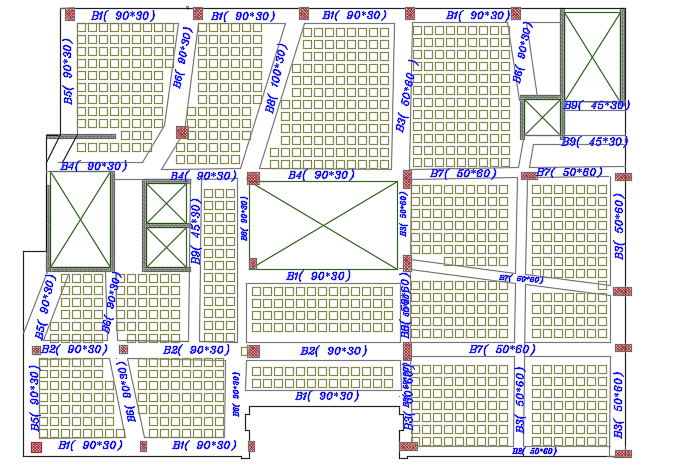 B1( 90*30) B1( 90*30) B1( 90*30) B1( 90*30)
B5( 90*30) B6( 90*30) B8( 100*30) B3( 50*60) B6( 90*30)
B9( 45*30)
B9( 45*30)
B4( 90*30) B4( 90*30) B4( 90*30) B7( 50*60) B7( 50*60)
B9( 45*30) B3( 50*60) B3( 50*60)
B1( 90*30) B7( 50*60)
B5( 90*30) B6( 90*30)
B2( 90*30) B2( 90*30) B2( 90*30) B7( 50*60)
B5( 90*30) B6( 90*30) B3( 50*60) B3( 50*60)
B1( 90*30)
B1( 90*30) B1( 90*30)